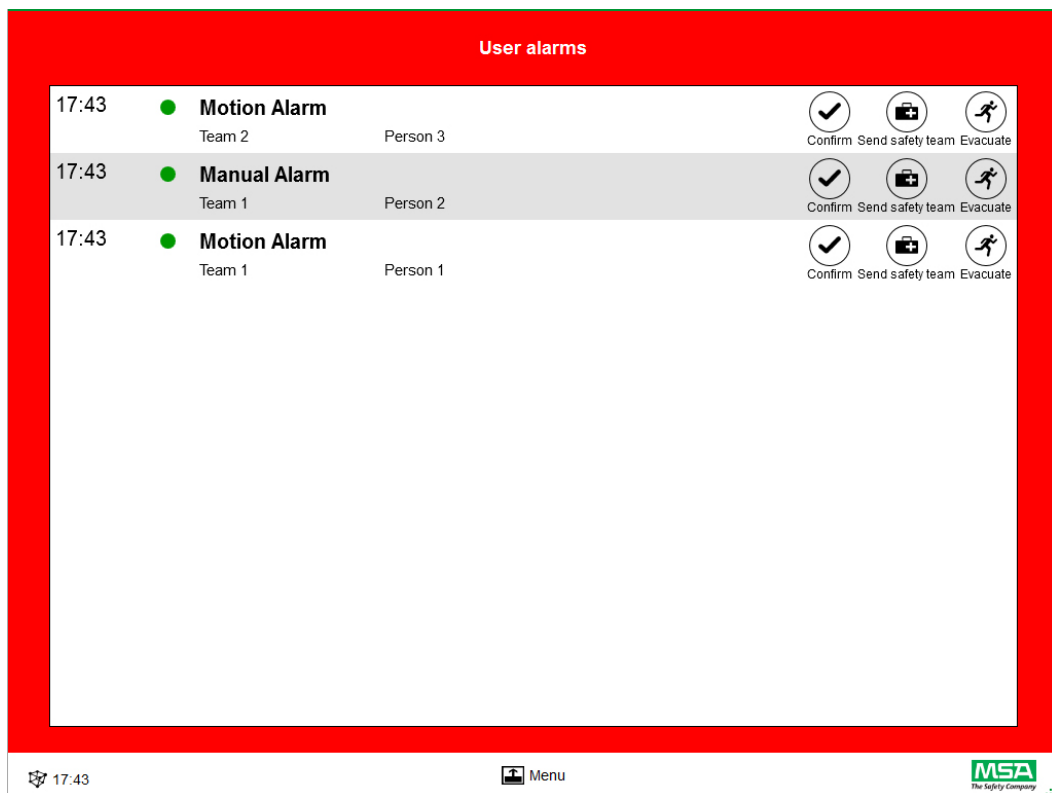 User alarms
17:43 Motion Alarm
Team 2 Person 3
Confirm Send safety team Evacuate
17:43 Manual Alarm
Team 1 Person 2
Confirm Send safety team Evacuate
17:43 Motion Alarm
Team 1 Person 1
Confirm Send safety team Evacuate
17:43 Menu MSA
The Safety Company